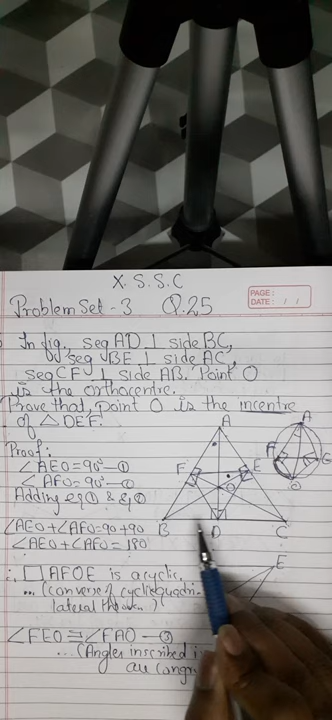 X. S. S. C
Problem Set - 3 Q.25
PAGE:
DATE: / /
In fig., seg AD ⊥ side BC,
seg BE ⊥ side AC,
seg CF ⊥ side AB. Point O
is the orthocentre.
Prove that, point O is the incentre
of △ DEF.
Proof:
∠AEO = 90° - ①
∠AFO = 90° - ②
Adding eq ① & eq ②
∠AEO + ∠AFO = 90 + 90
∠AEO + ∠AFO = 180
∴ □ AFOE is acyclic.
... (Converse of cyclic quadri-
lateral theorem)
∠FEO ≅ ∠FAO - ③
... (Angles inscribed
arc congr
A
F
E
O
B
D
C
A
F
E
O
E